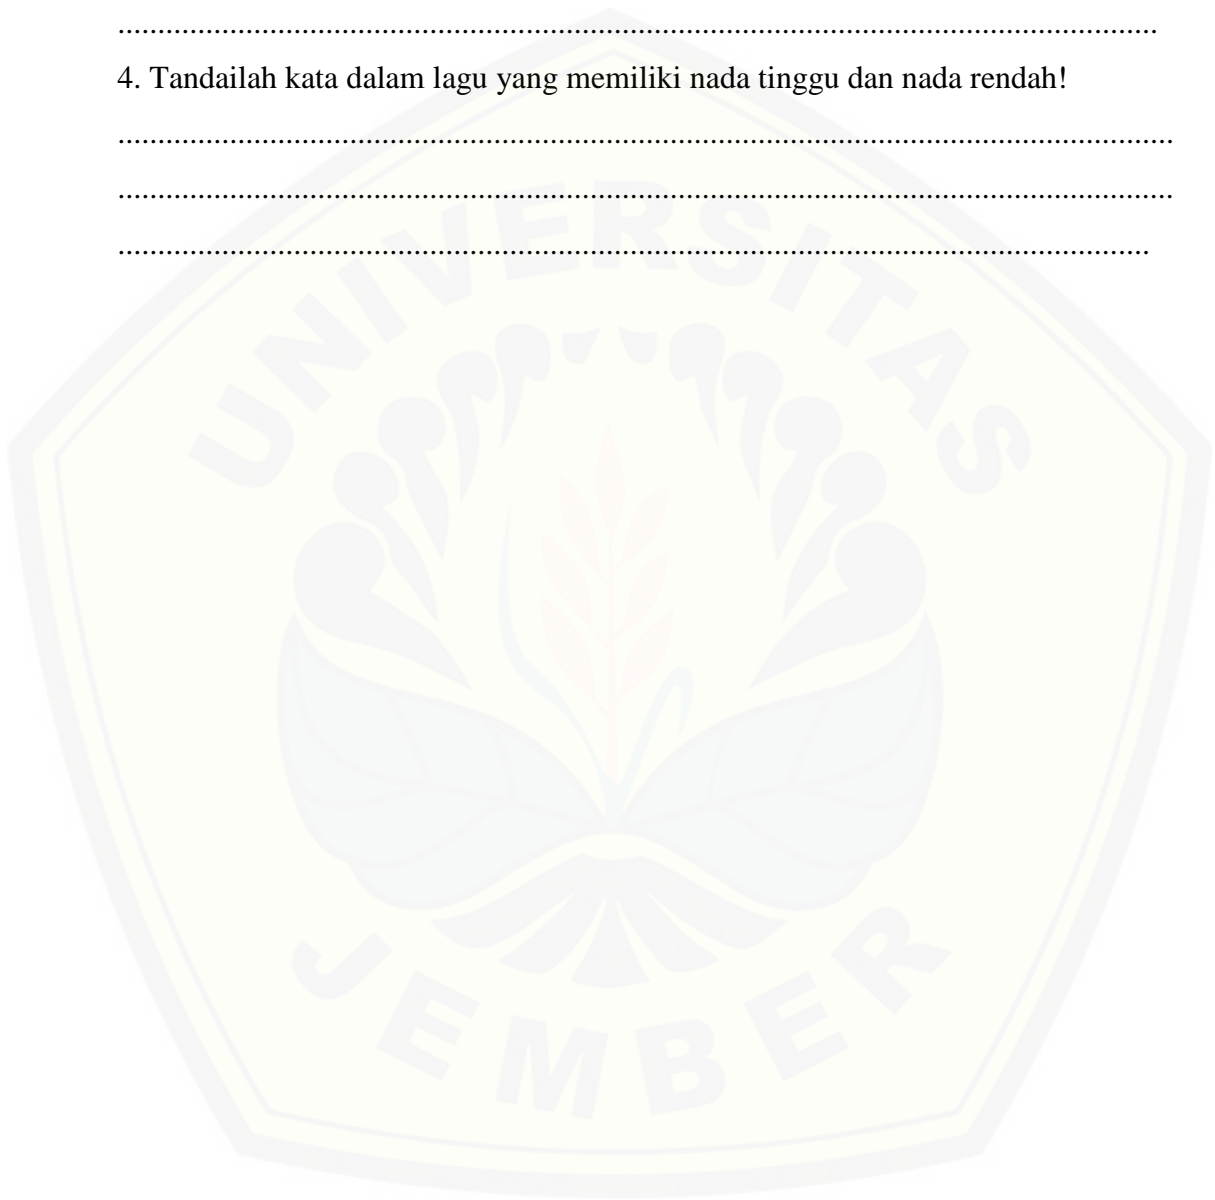 ..................................................................................................................................
4. Tandailah kata dalam lagu yang memiliki nada tinggu dan nada rendah!
....................................................................................................................................
....................................................................................................................................
.................................................................................................................................
UNIVERSITAS
JEMBER